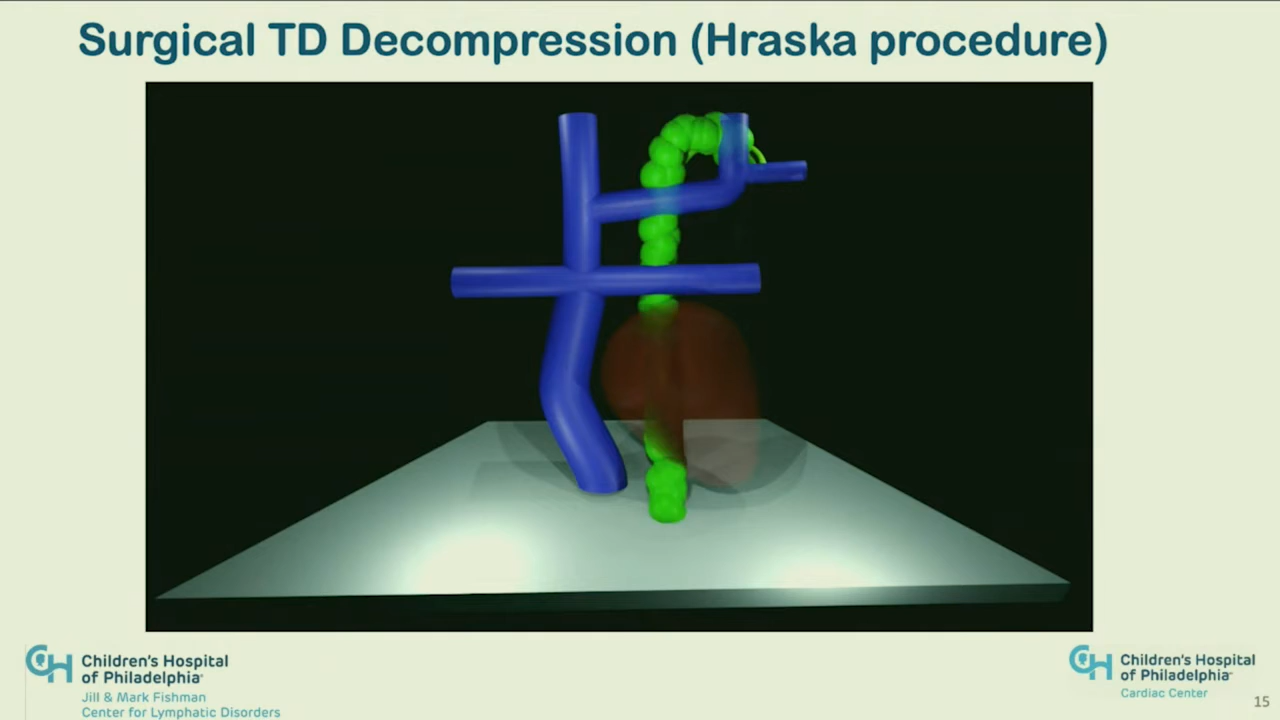 Surgical TD Decompression (Hraska procedure)
Children's Hospital
of Philadelphia
Jill & Mark Fishman
Center for Lymphatic Disorders
Children's Hospital
of Philadelphia
Cardiac Center
15